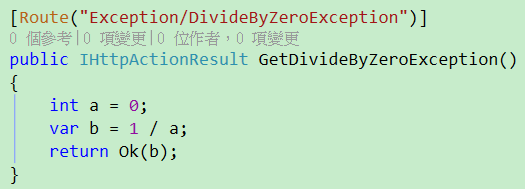 [Route("Exception/DivideByZeroException")]
0 個參考|0 項變更|0 位作者，0 項變更
public IHttpActionResult GetDivideByZeroException()
{
    int a = 0;
    var b = 1 / a;
    return Ok(b);
}